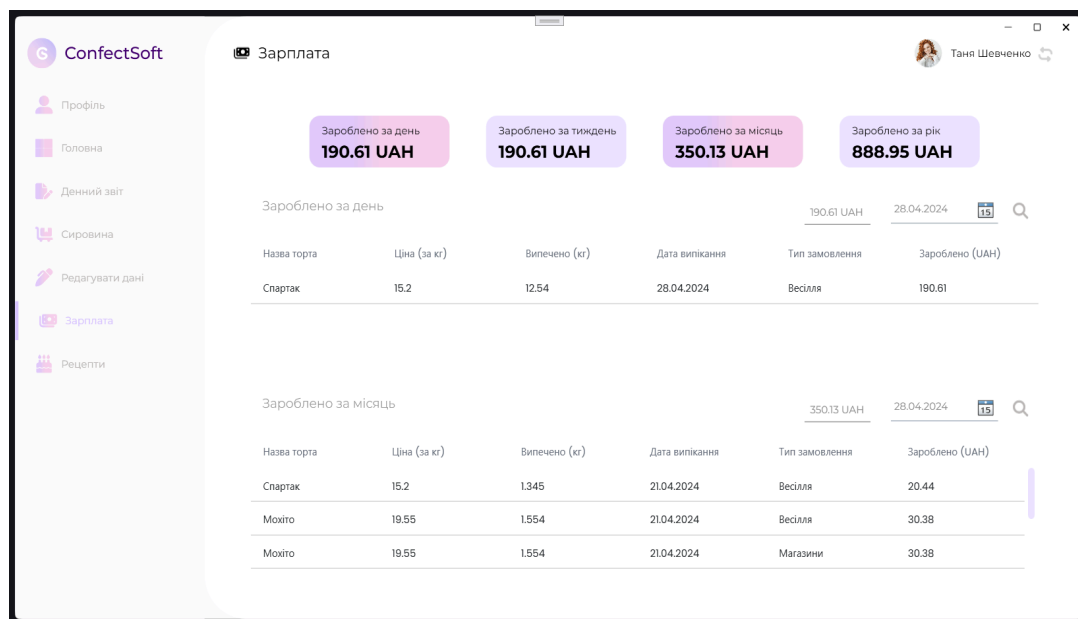 G ConfectSoft
Зарплата
Таня Шевченко
Профіль
Головна
Денний звіт
Сировина
Редагувати дані
Зарплата
Рецепти
Зароблено за день
190.61 UAH
Зароблено за тиждень
190.61 UAH
Зароблено за місяць
350.13 UAH
Зароблено за рік
888.95 UAH
Зароблено за день 190.61 UAH 28.04.2024 15
Назва торта Ціна (за кг) Випечено (кг) Дата випікання Тип замовлення Зароблено (UAH)
Спартак 15.2 12.54 28.04.2024 Весілля 190.61
Зароблено за місяць 350.13 UAH 28.04.2024 15
Назва торта Ціна (за кг) Випечено (кг) Дата випікання Тип замовлення Зароблено (UAH)
Спартак 15.2 1.345 21.04.2024 Весілля 20.44
Мохіто 19.55 1.554 21.04.2024 Весілля 30.38
Мохіто 19.55 1.554 21.04.2024 Магазини 30.38